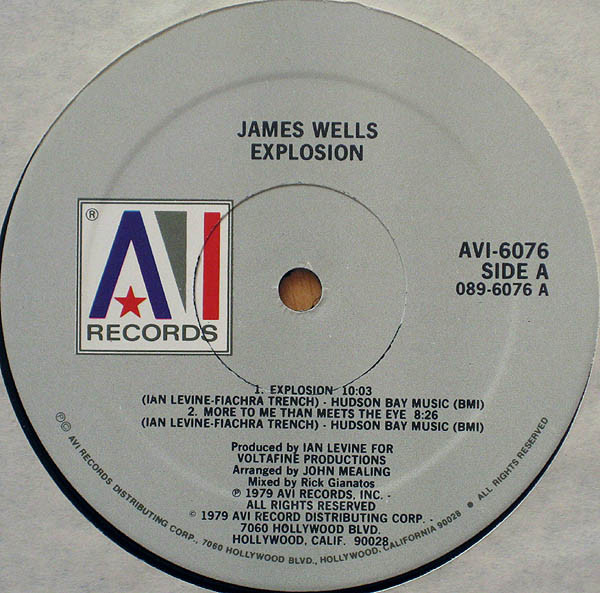 JAMES WELLS
EXPLOSION
®
AVI
RECORDS
AVI-6076
SIDE A
089-6076 A
1. EXPLOSION 10:03
(IAN LEVINE-FIACHRA TRENCH) - HUDSON BAY MUSIC (BMI)
2. MORE TO ME THAN MEETS THE EYE 8:26
(IAN LEVINE-FIACHRA TRENCH) - HUDSON BAY MUSIC (BMI)
Produced by IAN LEVINE FOR
VOLTAFINE PRODUCTIONS
Arranged by JOHN MEALING
Mixed by Rick Gianatos
℗ 1979 AVI RECORDS, INC. -
ALL RIGHTS RESERVED
© 1979 AVI RECORD DISTRIBUTING CORP. -
7060 HOLLYWOOD BLVD.
HOLLYWOOD, CALIF. 90028
℗© AVI RECORDS DISTRIBUTING CORP., 7060 HOLLYWOOD BLVD., HOLLYWOOD, CALIFORNIA 90028 • ALL RIGHTS RESERVED